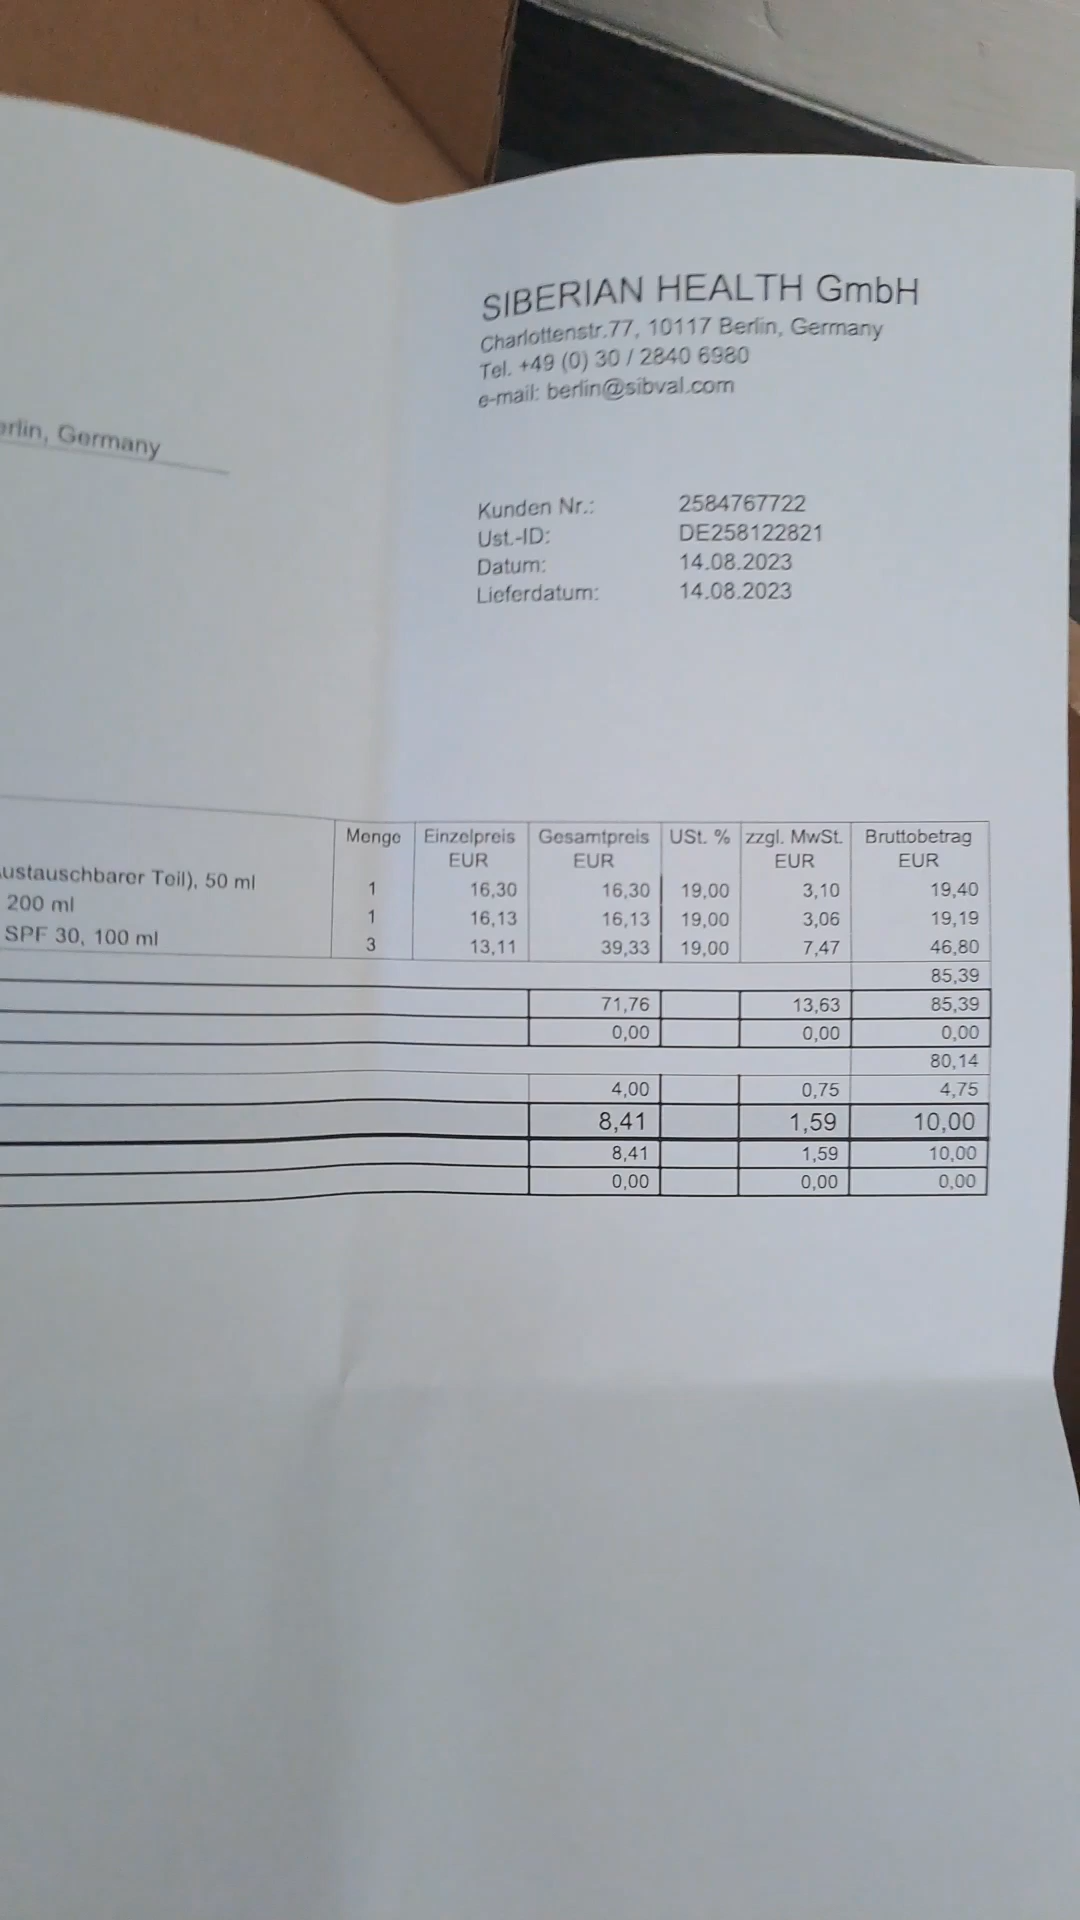 SIBERIAN HEALTH GmbH
Charlottenstr.77, 10117 Berlin, Germany
Tel. +49 (0) 30 / 2840 6980
e-mail: berlin@sibval.com
erlin, Germany
Kunden Nr.: 2584767722
Ust.-ID: DE258122821
Datum: 14.08.2023
Lieferdatum: 14.08.2023
Menge Einzelpreis Gesamtpreis USt. % zzgl. MwSt. Bruttobetrag
EUR EUR EUR EUR
austauschbarer Teil), 50 ml 1 16,30 16,30 19,00 3,10 19,40
200 ml 1 16,13 16,13 19,00 3,06 19,19
SPF 30, 100 ml 3 13,11 39,33 19,00 7,47 46,80
85,39
71,76 13,63 85,39
0,00 0,00 0,00
80,14
4,00 0,75 4,75
8,41 1,59 10,00
8,41 1,59 10,00
0,00 0,00 0,00